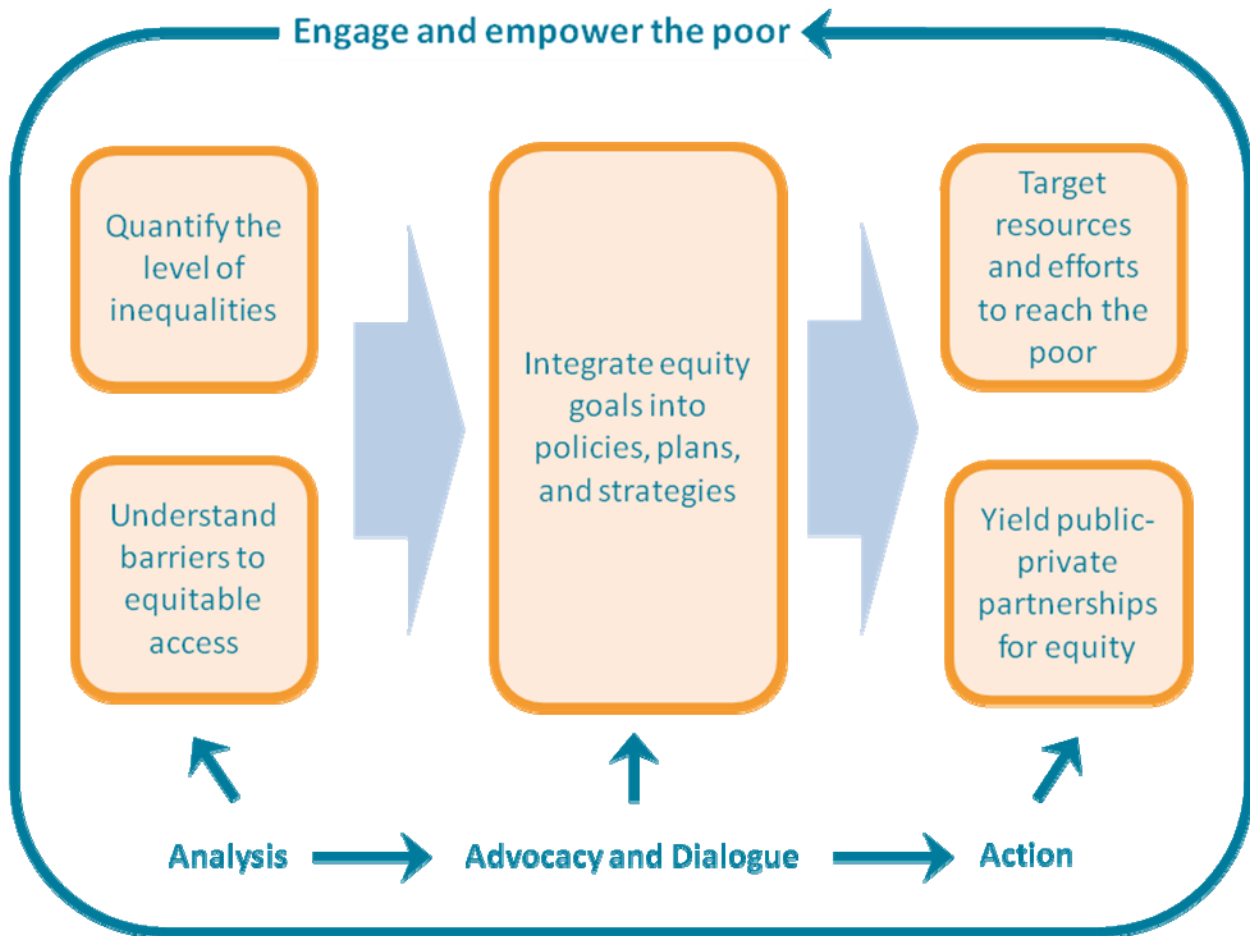 Engage and empower the poor
Quantify the
level of
inequalities
Understand
barriers to
equitable
access
Integrate equity
goals into
policies, plans,
and strategies
Target
resources
and efforts
to reach the
poor
Yield public-
private
partnerships
for equity
Analysis
Advocacy and Dialogue
Action